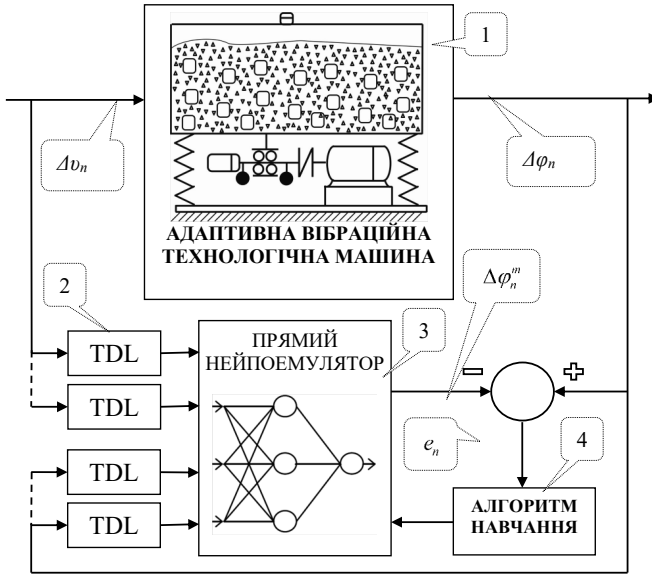 1
Δυn
Δφn
АДАПТИВНА ВІБРАЦІЙНА
ТЕХНОЛОГІЧНА МАШИНА
2
Δφnm
TDL
ПРЯМИЙ
НЕЙПОЕМУЛЯТОР
3
TDL
en
4
TDL
АЛГОРИТМ
НАВЧАННЯ
TDL